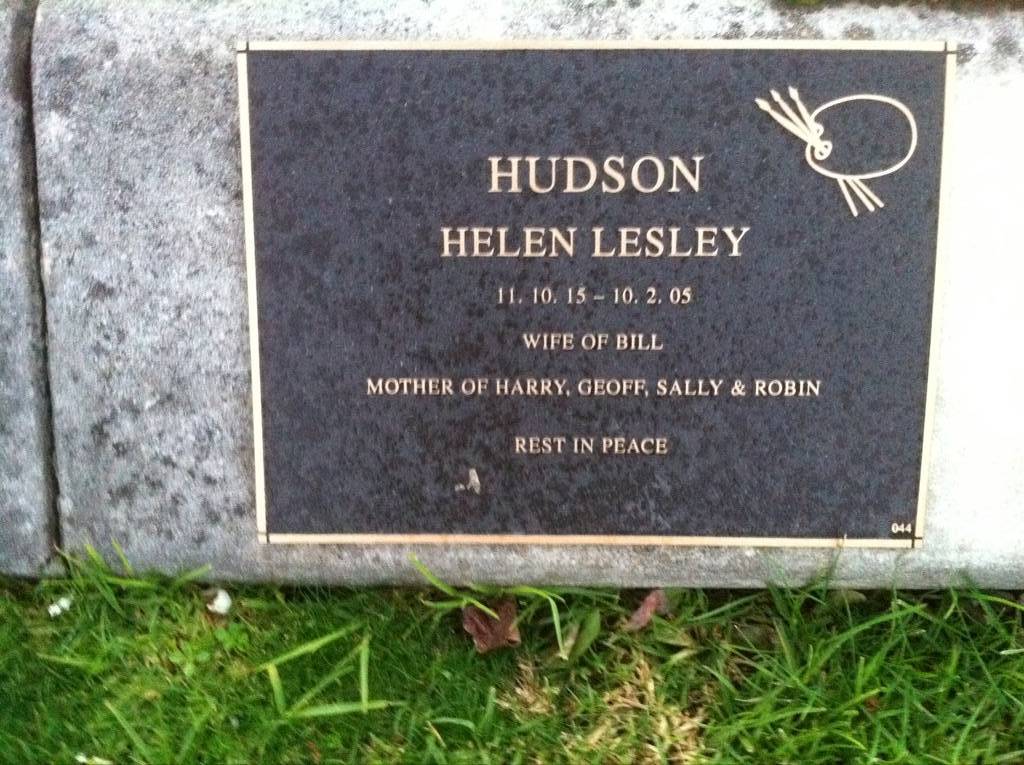 HUDSON
HELEN LESLEY
11. 10. 15 – 10. 2. 05
WIFE OF BILL
MOTHER OF HARRY, GEOFF, SALLY & ROBIN
REST IN PEACE
044